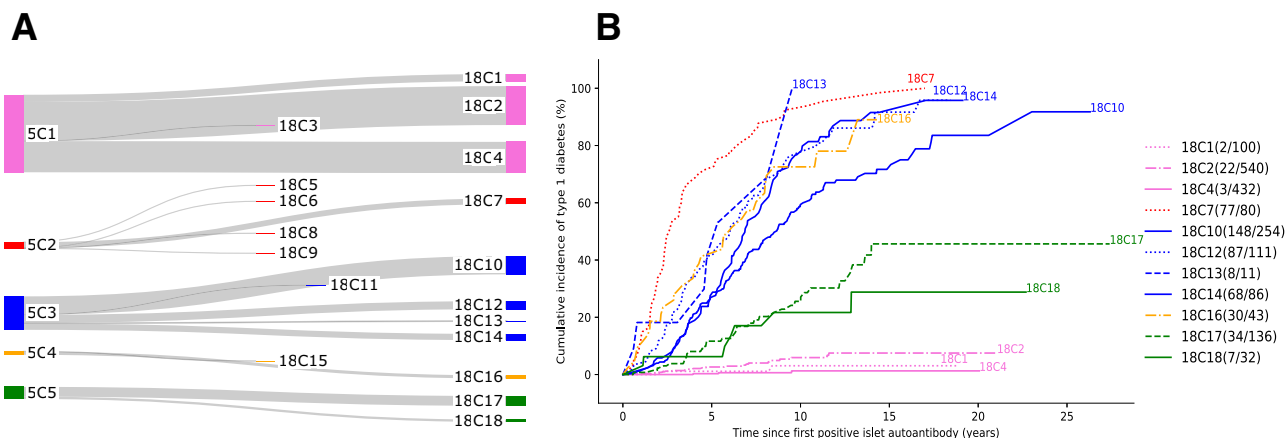 A
5C1
5C2
5C3
5C4
5C5
18C1
18C2
18C3
18C4
18C5
18C6
18C7
18C8
18C9
18C10
18C11
18C12
18C13
18C14
18C15
18C16
18C17
18C18
B
Cumulative incidence of type 1 diabetes (%)
100
80
60
40
20
0
0
5
10
15
20
25
Time since first positive islet autoantibody (years)
18C13
18C7
18C12
18C14
18C10
18C16
18C17
18C18
18C2
18C1
18C4
18C1(2/100)
18C2(22/540)
18C4(3/432)
18C7(77/80)
18C10(148/254)
18C12(87/111)
18C13(8/11)
18C14(68/86)
18C16(30/43)
18C17(34/136)
18C18(7/32)